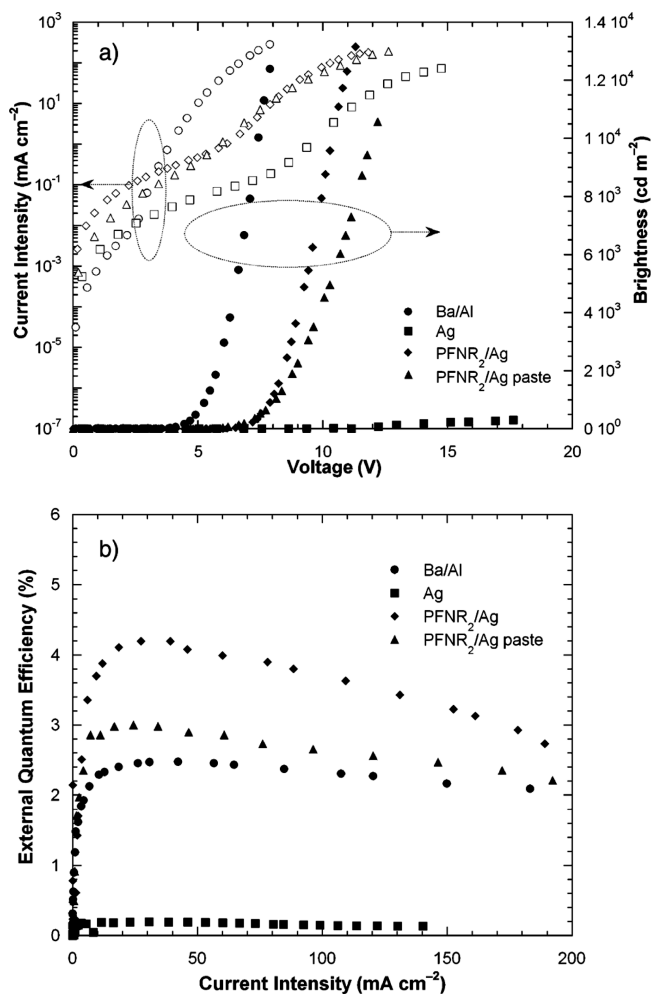 a)
Current Intensity (mA cm⁻²)
10³
10¹
10⁻¹
10⁻³
10⁻⁵
10⁻⁷
1.4 10⁴
1.2 10⁴
1 10⁴
8 10³
6 10³
4 10³
2 10³
0 10⁰
Brightness (cd m⁻²)
Ba/Al
Ag
PFNR₂/Ag
PFNR₂/Ag paste
0 5 10 15 20
Voltage (V)
b)
External Quantum Efficiency (%)
6
5
4
3
2
1
0
Ba/Al
Ag
PFNR₂/Ag
PFNR₂/Ag paste
0 50 100 150 200
Current Intensity (mA cm⁻²)